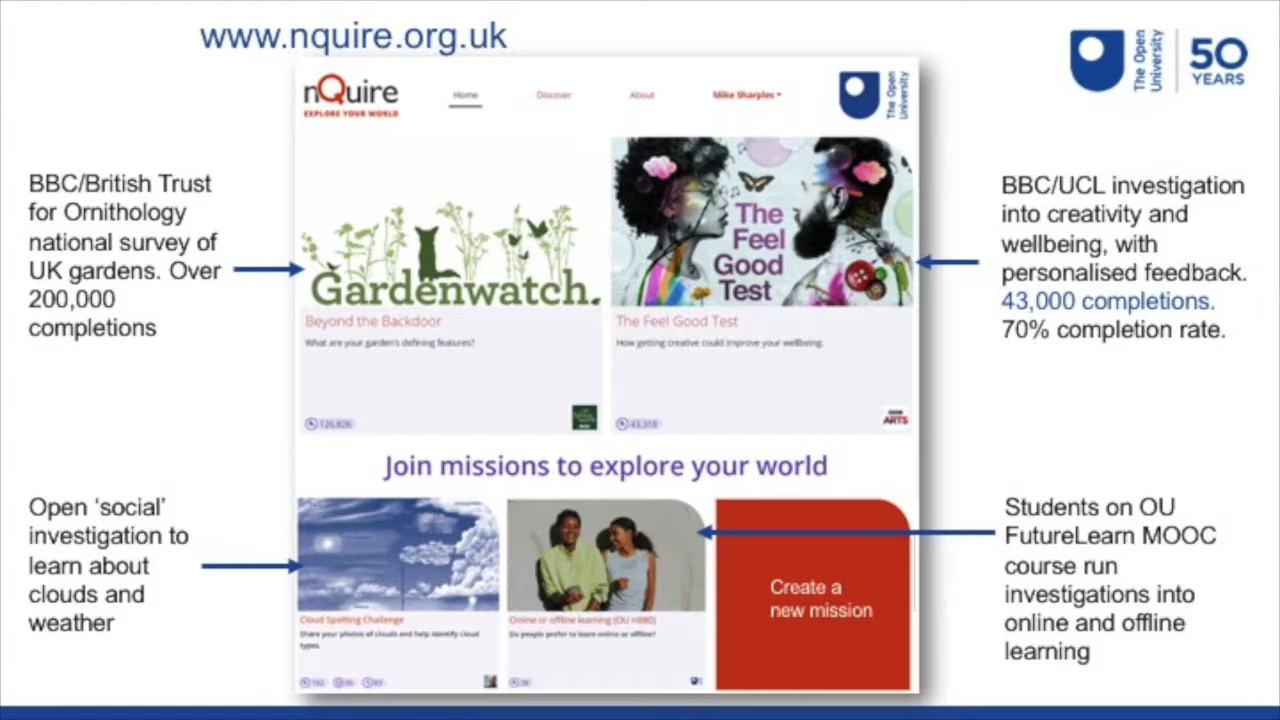 www.nquire.org.uk
The Open
University
50
YEARS
nQuire
EXPLORE YOUR WORLD
Home
Discover
About
Mike Sharples
The Open
University
BBC/British Trust
for Ornithology
national survey of
UK gardens. Over
200,000
completions
Gardenwatch.
Beyond the Backdoor
What are your garden's defining features?
126,826
The
Feel
Good
Test
The Feel Good Test
How getting creative could improve your wellbeing.
43,318
ARTS
BBC/UCL investigation
into creativity and
wellbeing, with
personalised feedback.
43,000 completions.
70% completion rate.
Join missions to explore your world
Open ‘social’
investigation to
learn about
clouds and
weather
Cloud Spotting Challenge
Share your photos of clouds and help identify cloud
types.
Online or offline learning (OU H880)
Do people prefer to learn online or offline?
Create a
new mission
Students on OU
FutureLearn MOOC
course run
investigations into
online and offline
learning